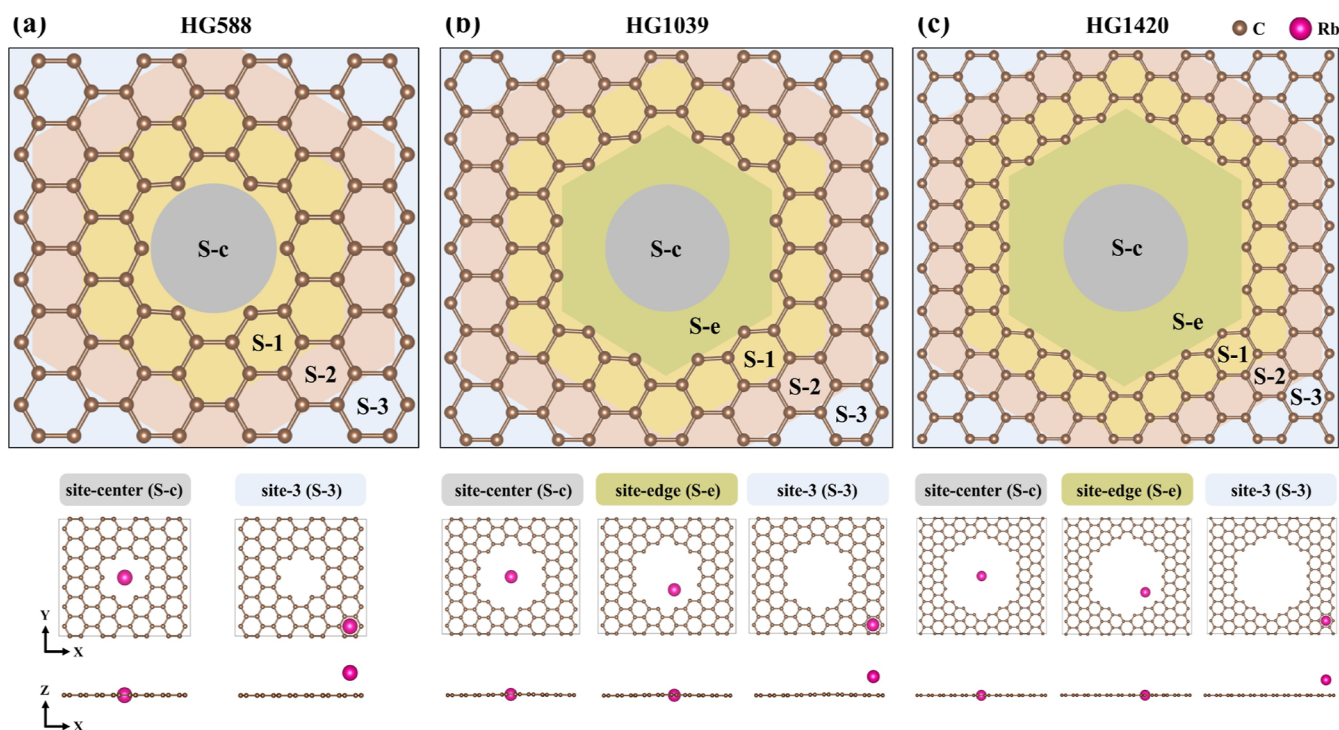 (a) HG588
(b) HG1039
(c) HG1420
C Rb
S-c
S-1
S-2
S-3
S-c
S-e
S-1
S-2
S-3
S-c
S-e
S-1
S-2
S-3
site-center (S-c) site-3 (S-3)
site-center (S-c) site-edge (S-e) site-3 (S-3)
site-center (S-c) site-edge (S-e) site-3 (S-3)
Y
X
Z
X